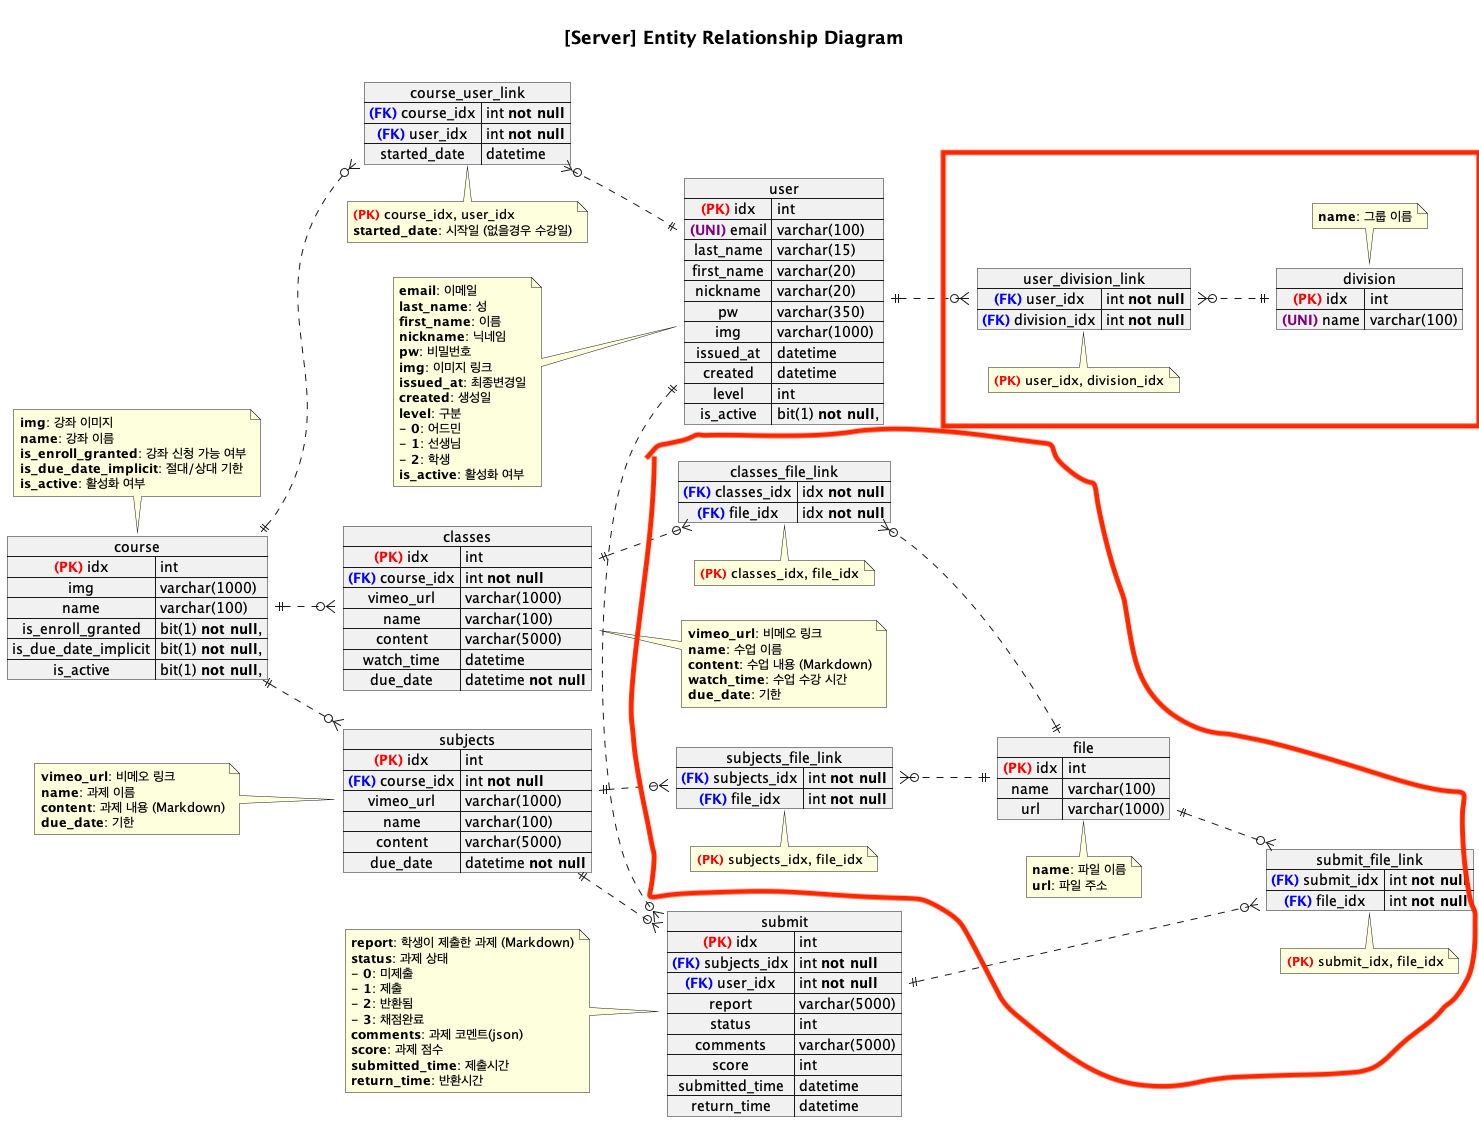 [Server] Entity Relationship Diagram
course_user_link
(FK) course_idx int not null
(FK) user_idx int not null
started_date datetime
(PK) course_idx, user_idx
started_date: 시작일 (없을경우 수강일)
user
(PK) idx int
(UNI) email varchar(100)
last_name varchar(15)
first_name varchar(20)
nickname varchar(20)
pw varchar(350)
img varchar(1000)
issued_at datetime
created datetime
level int
is_active bit(1) not null,
name: 그룹 이름
user_division_link
(FK) user_idx int not null
(FK) division_idx int not null
(PK) user_idx, division_idx
division
(PK) idx int
(UNI) name varchar(100)
email: 이메일
last_name: 성
first_name: 이름
nickname: 닉네임
pw: 비밀번호
img: 이미지 링크
issued_at: 최종변경일
created: 생성일
level: 구분
- 0: 어드민
- 1: 선생님
- 2: 학생
is_active: 활성화 여부
img: 강좌 이미지
name: 강좌 이름
is_enroll_granted: 강좌 신청 가능 여부
is_due_date_implicit: 절대/상대 기한
is_active: 활성화 여부
course
(PK) idx int
img varchar(1000)
name varchar(100)
is_enroll_granted bit(1) not null,
is_due_date_implicit bit(1) not null,
is_active bit(1) not null,
classes
(PK) idx int
(FK) course_idx int not null
vimeo_url varchar(1000)
name varchar(100)
content varchar(5000)
watch_time datetime
due_date datetime not null
classes_file_link
(FK) classes_idx idx not null
(FK) file_idx idx not null
(PK) classes_idx, file_idx
vimeo_url: 비메오 링크
name: 수업 이름
content: 수업 내용 (Markdown)
watch_time: 수업 수강 시간
due_date: 기한
subjects
(PK) idx int
(FK) course_idx int not null
vimeo_url varchar(1000)
name varchar(100)
content varchar(5000)
due_date datetime not null
vimeo_url: 비메오 링크
name: 과제 이름
content: 과제 내용 (Markdown)
due_date: 기한
subjects_file_link
(FK) subjects_idx int not null
(FK) file_idx int not null
(PK) subjects_idx, file_idx
file
(PK) idx int
name varchar(100)
url varchar(1000)
name: 파일 이름
url: 파일 주소
submit_file_link
(FK) submit_idx int not null
(FK) file_idx int not null
(PK) submit_idx, file_idx
submit
(PK) idx int
(FK) subjects_idx int not null
(FK) user_idx int not null
report varchar(5000)
status int
comments varchar(5000)
score int
submitted_time datetime
return_time datetime
report: 학생이 제출한 과제 (Markdown)
status: 과제 상태
- 0: 미제출
- 1: 제출
- 2: 반환됨
- 3: 채점완료
comments: 과제 코멘트(json)
score: 과제 점수
submitted_time: 제출시간
return_time: 반환시간